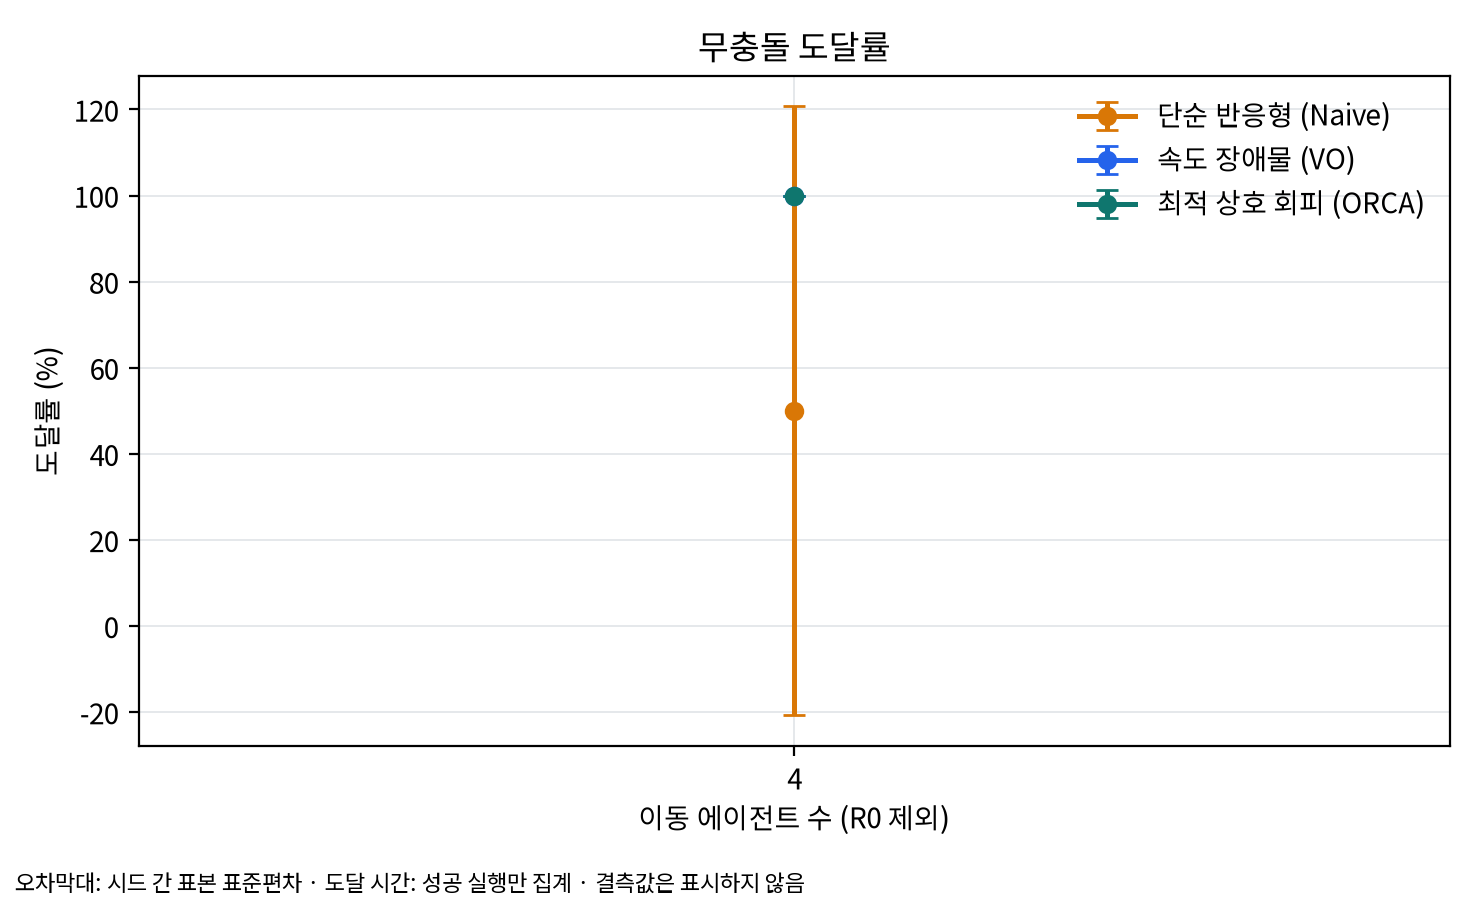 무충돌 도달률
120
100
80
60
40
20
0
-20
도달률 (%)
단순 반응형 (Naive)
속도 장애물 (VO)
최적 상호 회피 (ORCA)
4
이동 에이전트 수 (R0 제외)
오차막대: 시드 간 표본 표준편차 · 도달 시간: 성공 실행만 집계 · 결측값은 표시하지 않음